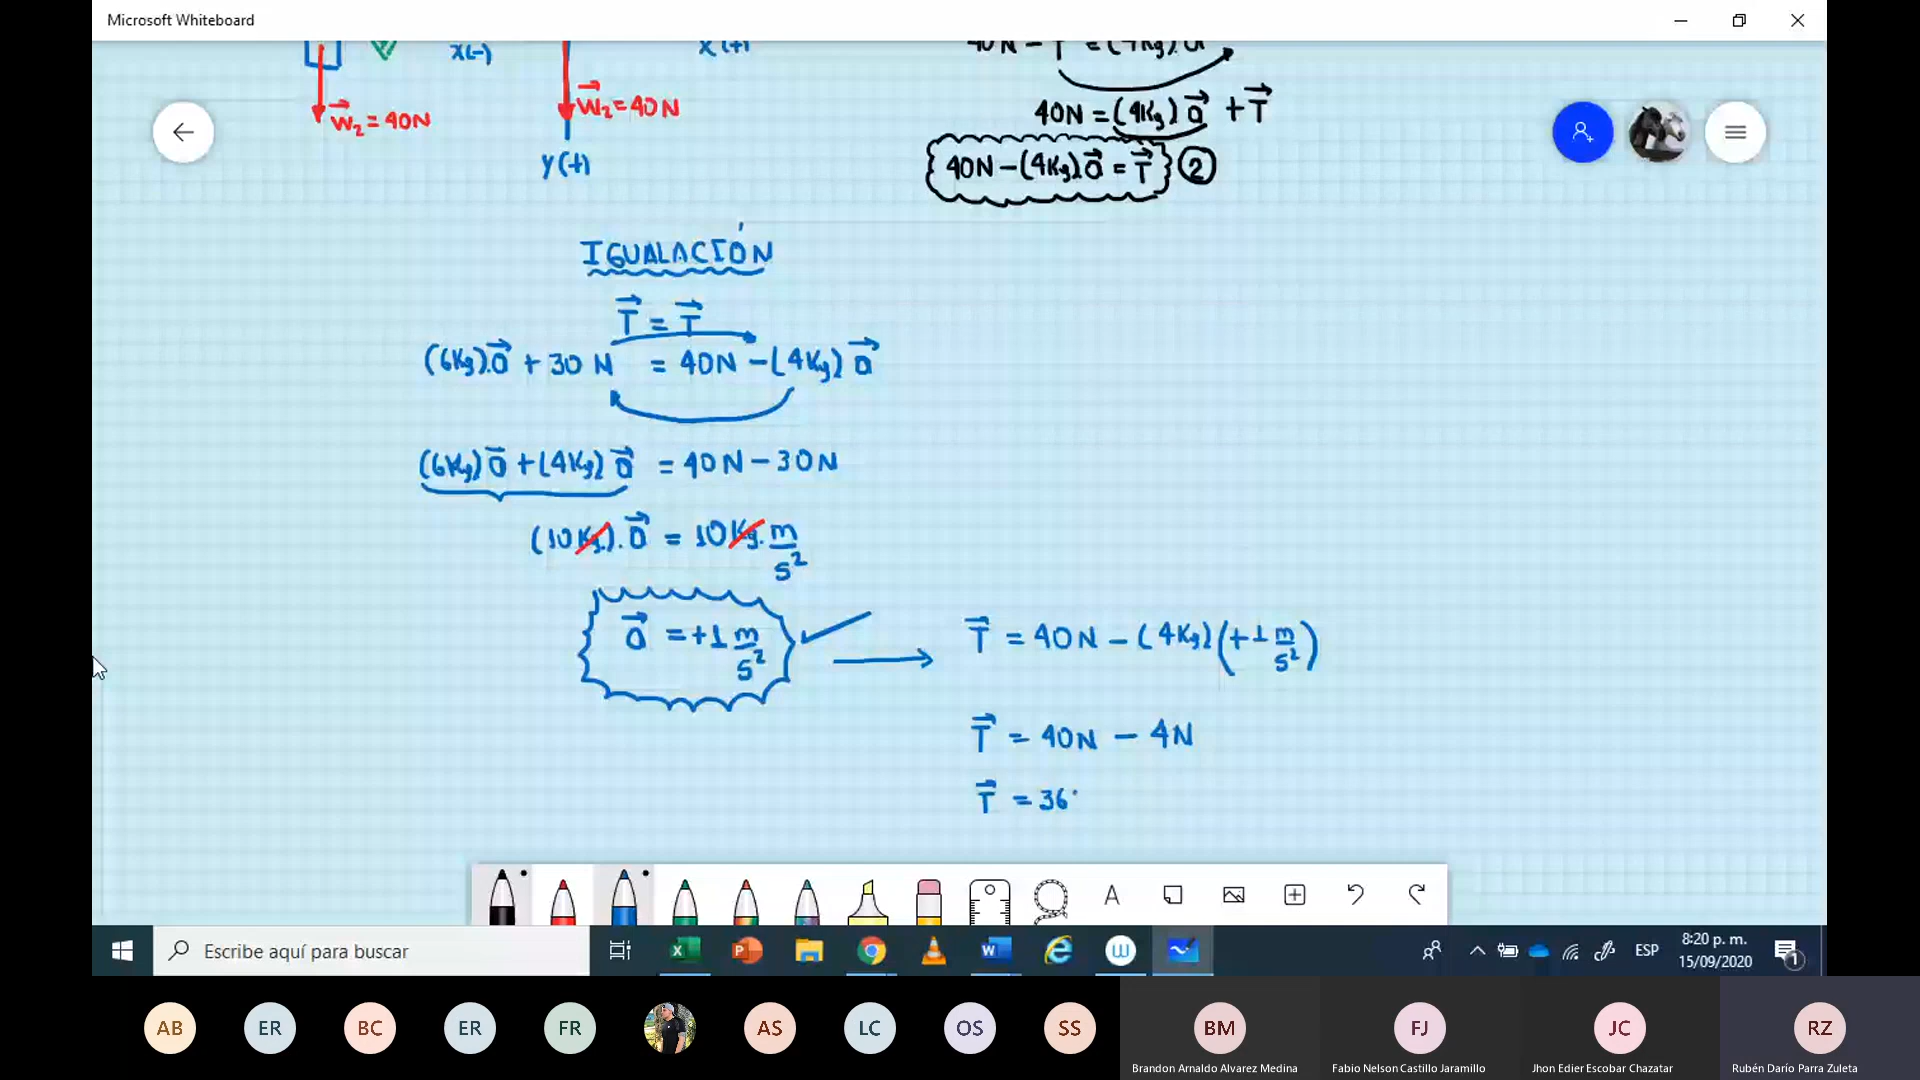 Microsoft Whiteboard
x(-)
x(+)
40N - T = (4Kg).a
W₂ = 40N
W₂ = 40N
y(+)
40N = (4Kg) a + T
40N - (4Kg) a = T 2
IGUALACIÓN
T = T
(6Kg).a + 30 N = 40N - (4Kg) a
(6Kg) a + (4Kg) a = 40N - 30N
(10Kg). a = 10Kg. m/s²
a = +1 m/s²
T = 40N - (4Kg) (+1 m/s²)
T = 40N - 4N
T = 36
Escribe aquí para buscar
ESP
8:20 p. m.
15/09/2020
1
AB
ER
BC
ER
FR
AS
LC
OS
SS
BM
FJ
JC
RZ
Brandon Arnaldo Alvarez Medina
Fabio Nelson Castillo Jaramillo
Jhon Edier Escobar Chazatar
Rubén Darío Parra Zuleta